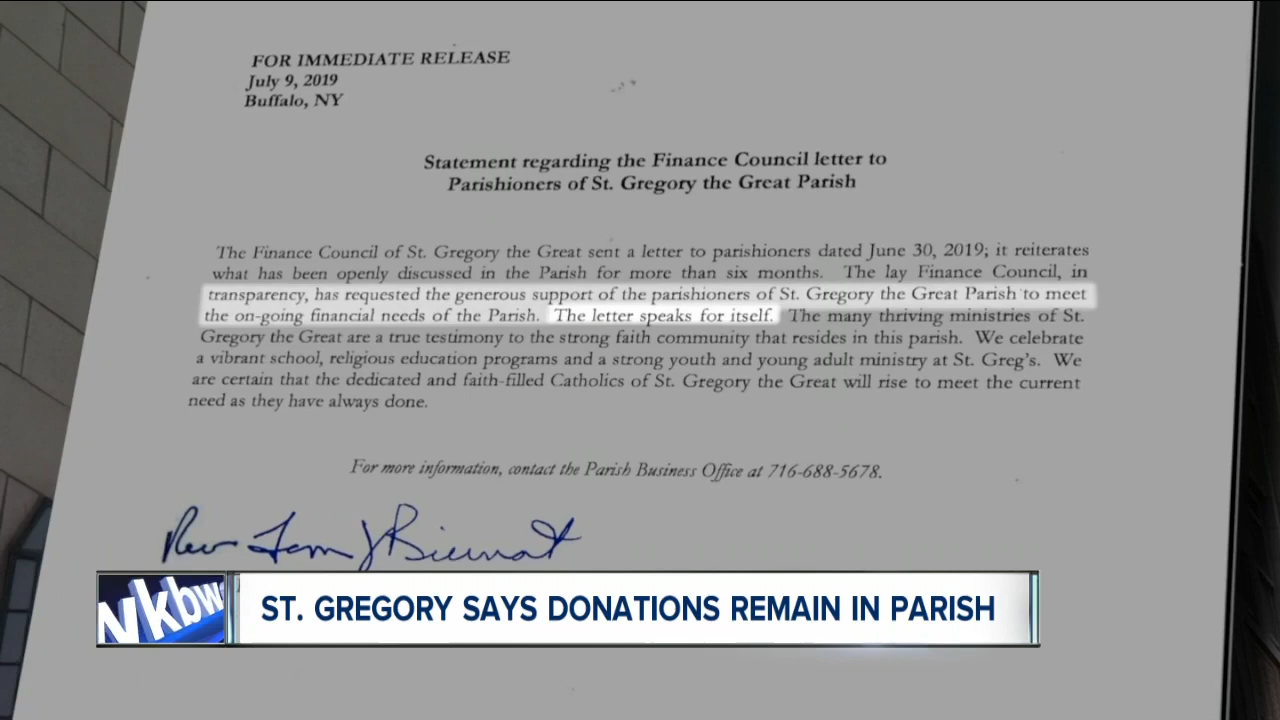 FOR IMMEDIATE RELEASE
July 9, 2019
Buffalo, NY
Statement regarding the Finance Council letter to
Parishioners of St. Gregory the Great Parish
The Finance Council of St. Gregory the Great sent a letter to parishioners dated June 30, 2019; it reiterates
what has been openly discussed in the Parish for more than six months. The lay Finance Council, in
transparency, has requested the generous support of the parishioners of St. Gregory the Great Parish to meet
the on-going financial needs of the Parish. The letter speaks for itself. The many thriving ministries of St.
Gregory the Great are a true testimony to the strong faith community that resides in this parish. We celebrate
a vibrant school, religious education programs and a strong youth and young adult ministry at St. Greg's. We
are certain that the dedicated and faith-filled Catholics of St. Gregory the Great will rise to meet the current
need as they have always done.
For more information, contact the Parish Business Office at 716-688-5678.
Rev Tom J Biernat
wkbw
ST. GREGORY SAYS DONATIONS REMAIN IN PARISH